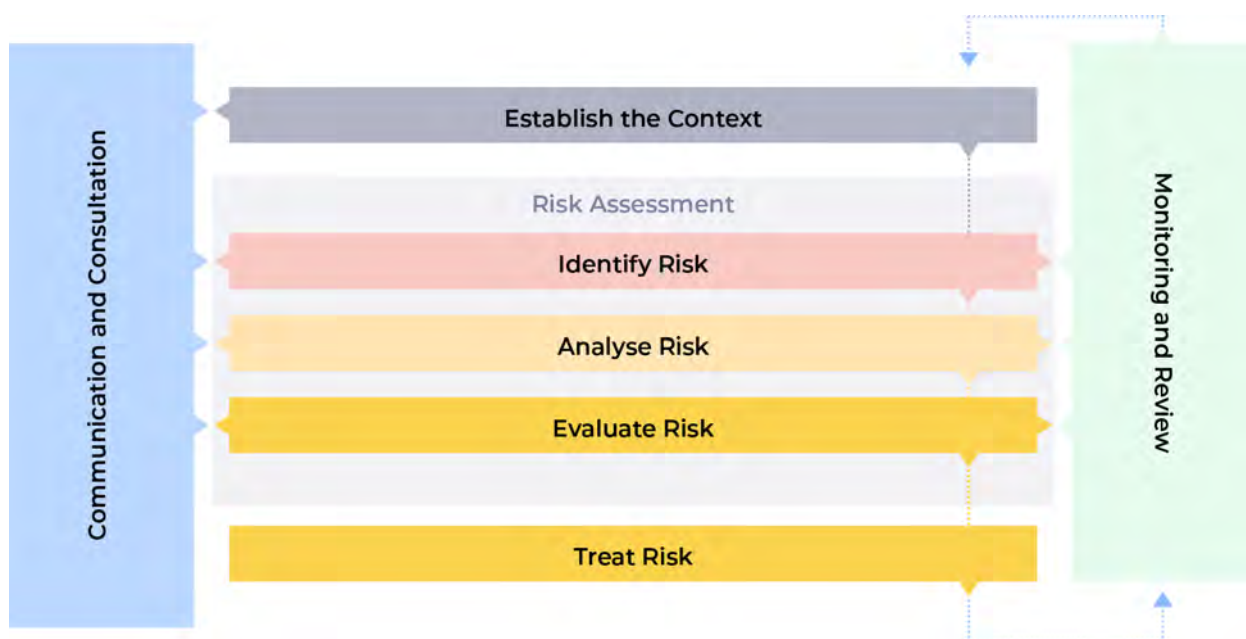 Communication and Consultation
Establish the Context
Risk Assessment
Identify Risk
Analyse Risk
Evaluate Risk
Treat Risk
Monitoring and Review